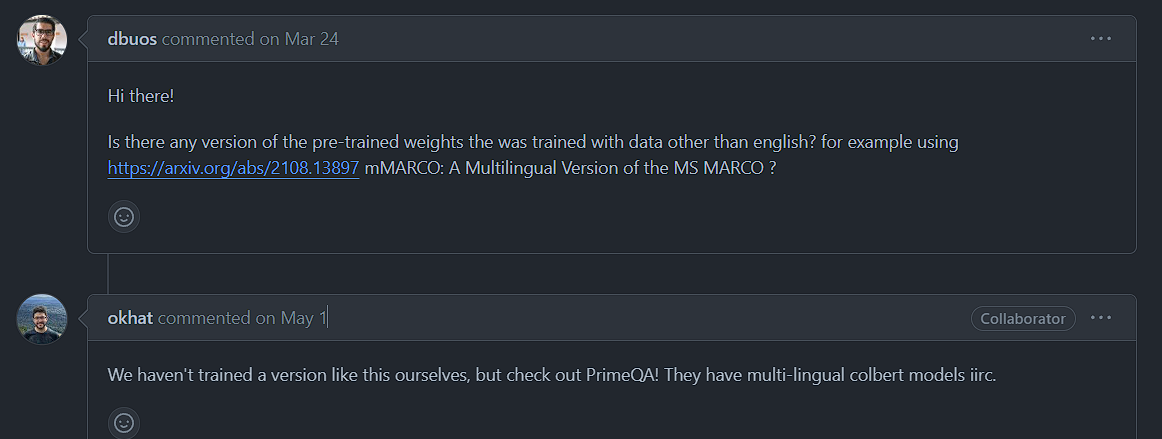 dbuos commented on Mar 24
Hi there!
Is there any version of the pre-trained weights the was trained with data other than english? for example using
https://arxiv.org/abs/2108.13897 mMARCO: A Multilingual Version of the MS MARCO ?
okhat commented on May 1
Collaborator
We haven't trained a version like this ourselves, but check out PrimeQA! They have multi-lingual colbert models iirc.